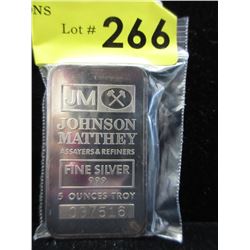 ONS
Lot # 266
JM
JOHNSON
MATTHEY
ASSAYERS & REFINERS
FINE SILVER
999
5 OUNCES TROY